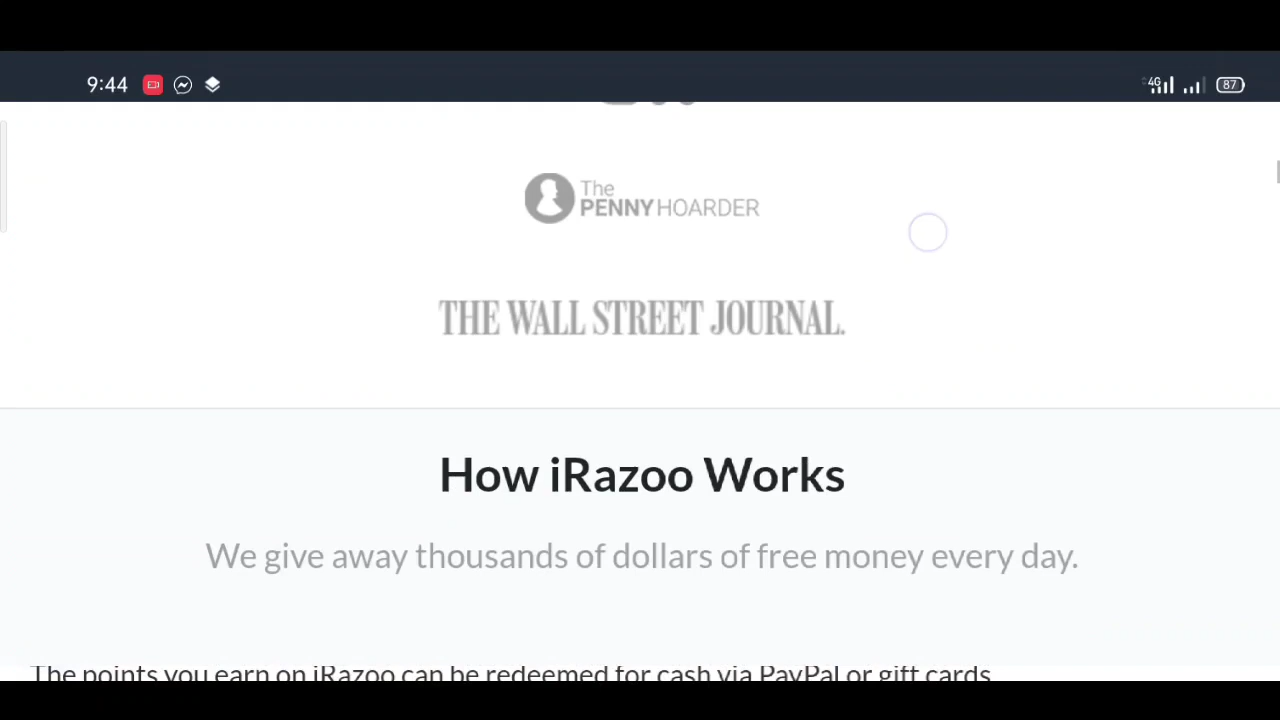 9:44 4G 87
The
PENNY HOARDER
THE WALL STREET JOURNAL.
How iRazoo Works
We give away thousands of dollars of free money every day.
The points you earn on iRazoo can be redeemed for cash via PayPal or gift cards